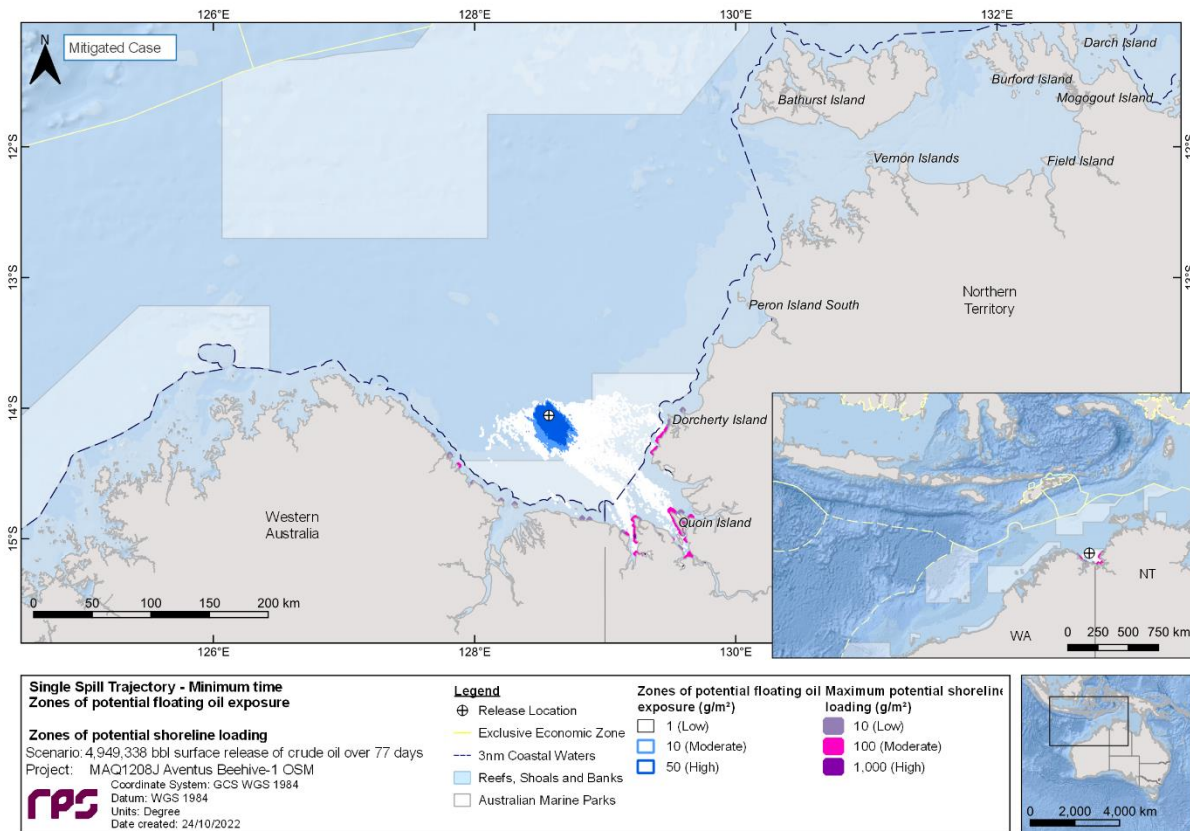 126°E
128°E
130°E
132°E
N
Mitigated Case
Darch Island
Burford Island
Mogogout Island
Bathurst Island
12°S
12°S
Vernon Islands
Field Island
13°S
13°S
Northern
Territory
Peron Island South
14°S
Dorcherty Island
Western
Australia
Quoin Island
15°S
NT
WA
0 50 100 150 200 km
0 250 500 750 km
126°E
128°E
130°E
Single Spill Trajectory - Minimum time
Zones of potential floating oil exposure
Zones of potential shoreline loading
Scenario: 4,949,338 bbl surface release of crude oil over 77 days
Project: MAQ1208J Aventus Beehive-1 OSM
rps
Coordinate System: GCS WGS 1984
Datum: WGS 1984
Units: Degree
Date created: 24/10/2022
Legend
Release Location
Exclusive Economic Zone
3nm Coastal Waters
Reefs, Shoals and Banks
Australian Marine Parks
Zones of potential floating oil
exposure (g/m²)
1 (Low)
10 (Moderate)
50 (High)
Maximum potential shoreline
loading (g/m²)
10 (Low)
100 (Moderate)
1,000 (High)
0 2,000 4,000 km